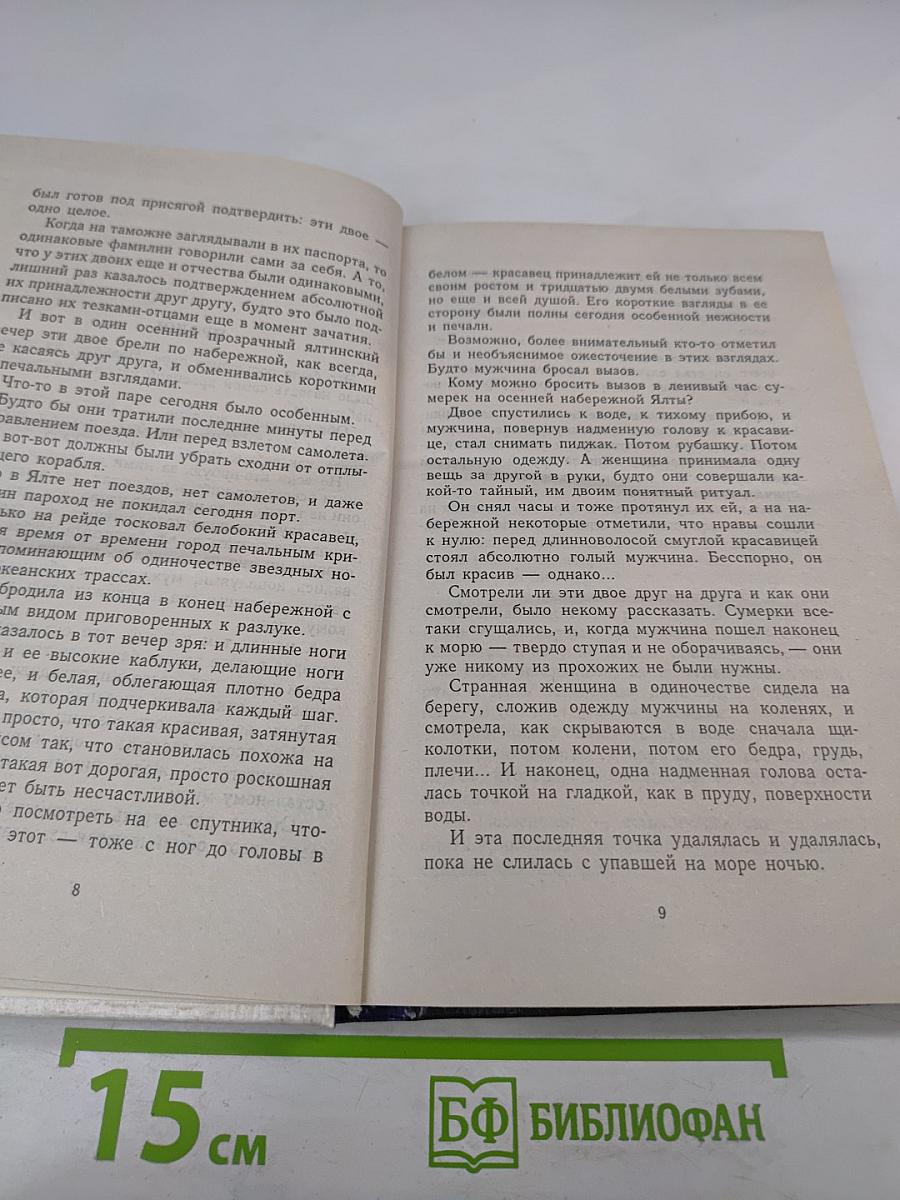 был готов под присягой подтвердить: эти двое —
одно целое.
Когда на таможне заглядывали в их паспорта, то
одинаковые фамилии говорили сами за себя. А то,
что у этих двоих еще и отчества были одинаковыми,
лишний раз казалось подтверждением абсолютной
их принадлежности друг другу, будто это было под-
писано их тезками-отцами еще в момент зачатия.
И вот в один осенний прозрачный ялтинский
вечер эти двое брели по набережной, как всегда,
е касаясь друг друга, и обменивались короткими
печальными взглядами.
Что-то в этой паре сегодня было особенным.
Будто бы они тратили последние минуты перед
равлением поезда. Или перед взлетом самолета.
вот-вот должны были убрать сходни от отплы-
щего корабля.
о в Ялте нет поездов, нет самолетов, и даже
ин пароход не покидал сегодня порт.
ько на рейде тосковал белобокий красавец,
я время от времени город печальным кри-
поминающим об одиночестве звездных но-
океанских трассах.
бродила из конца в конец набережной с
ым видом приговоренных к разлуке.
казалось в тот вечер зря: и длинные ноги
и ее высокие каблуки, делающие ноги
ее, и белая, облегающая плотно бедра
а, которая подчеркивала каждый шаг.
просто, что такая красивая, затянутая
сом так, что становилась похожа на
такая вот дорогая, просто роскошная
ет быть несчастливой.
о посмотреть на ее спутника, что-
этот — тоже с ног до головы в
8
белом — красавец принадлежит ей не только всем
своим ростом и тридцатью двумя белыми зубами,
но еще и всей душой. Его короткие взгляды в ее
сторону были полны сегодня особенной нежности
и печали.
Возможно, более внимательный кто-то отметил
бы и необъяснимое ожесточение в этих взглядах.
Будто мужчина бросал вызов.
Кому можно бросить вызов в ленивый час су-
мерек на осенней набережной Ялты?
Двое спустились к воде, к тихому прибою, и
мужчина, повернув надменную голову к красави-
це, стал снимать пиджак. Потом рубашку. Потом
остальную одежду. А женщина принимала одну
вещь за другой в руки, будто они совершали ка-
кой-то тайный, им двоим понятный ритуал.
Он снял часы и тоже протянул их ей, а на на-
бережной некоторые отметили, что нравы сошли
к нулю: перед длинноволосой смуглой красавицей
стоял абсолютно голый мужчина. Бесспорно, он
был красив — однако...
Смотрели ли эти двое друг на друга и как они
смотрели, было некому рассказать. Сумерки все-
таки сгущались, и, когда мужчина пошел наконец
к морю — твердо ступая и не оборачиваясь, — они
уже никому из прохожих не были нужны.
Странная женщина в одиночестве сидела на
берегу, сложив одежду мужчины на коленях, и
смотрела, как скрываются в воде сначала щи-
колотки, потом колени, потом его бедра, грудь,
плечи... И наконец, одна надменная голова оста-
лась точкой на гладкой, как в пруду, поверхности
воды.
И эта последняя точка удалялась и удалялась,
пока не слилась с упавшей на море ночью.
9
15 см
БФ БИБЛИОФАН